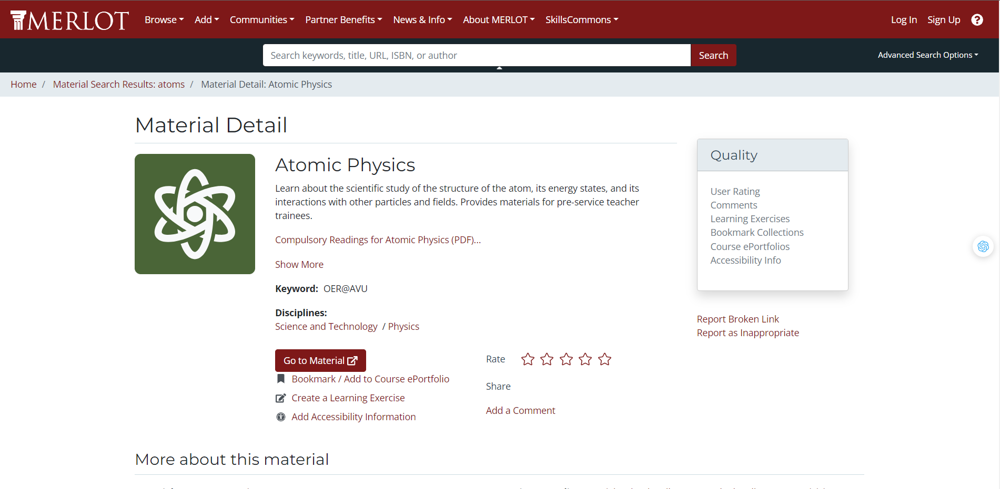 MERLOT Browse Add Communities Partner Benefits News & Info About MERLOT SkillsCommons Log In Sign Up ?
Search keywords, title, URL, ISBN, or author Search Advanced Search Options
Home / Material Search Results: atoms / Material Detail: Atomic Physics
Material Detail
Atomic Physics
Learn about the scientific study of the structure of the atom, its energy states, and its
interactions with other particles and fields. Provides materials for pre-service teacher
trainees.
Compulsory Readings for Atomic Physics (PDF)...
Show More
Keyword: OER@AVU
Disciplines:
Science and Technology / Physics
Go to Material
Bookmark / Add to Course ePortfolio
Create a Learning Exercise
Add Accessibility Information
Rate
Share
Add a Comment
Quality
User Rating
Comments
Learning Exercises
Bookmark Collections
Course ePortfolios
Accessibility Info
Report Broken Link
Report as Inappropriate
More about this material